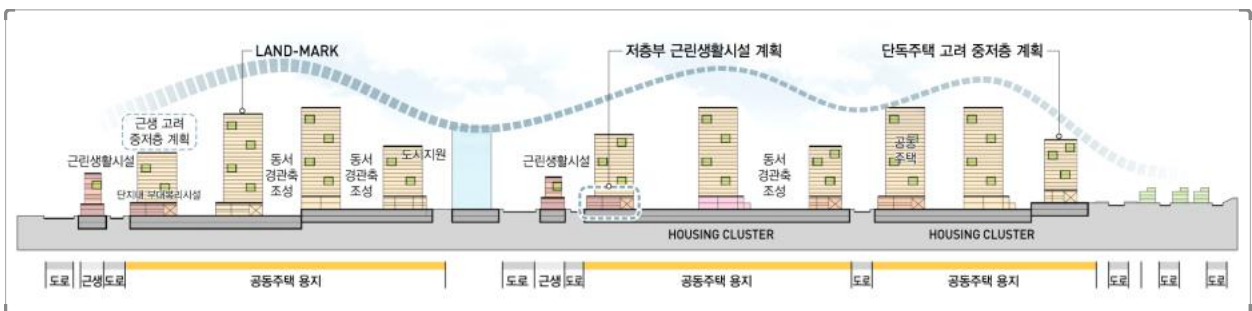 LAND-MARK
저층부 근린생활시설 계획
단독주택 고려 중저층 계획
근생 고려
중저층 계획
근린생활시설
단지내 부대복리시설
동서
경관축
조성
동서
경관축
조성
도시지원
근린생활시설
동서
경관축
조성
공동
주택
HOUSING CLUSTER
HOUSING CLUSTER
도로
근생
도로
공동주택 용지
도로
근생
도로
공동주택 용지
도로
공동주택 용지
도로
도로
도로